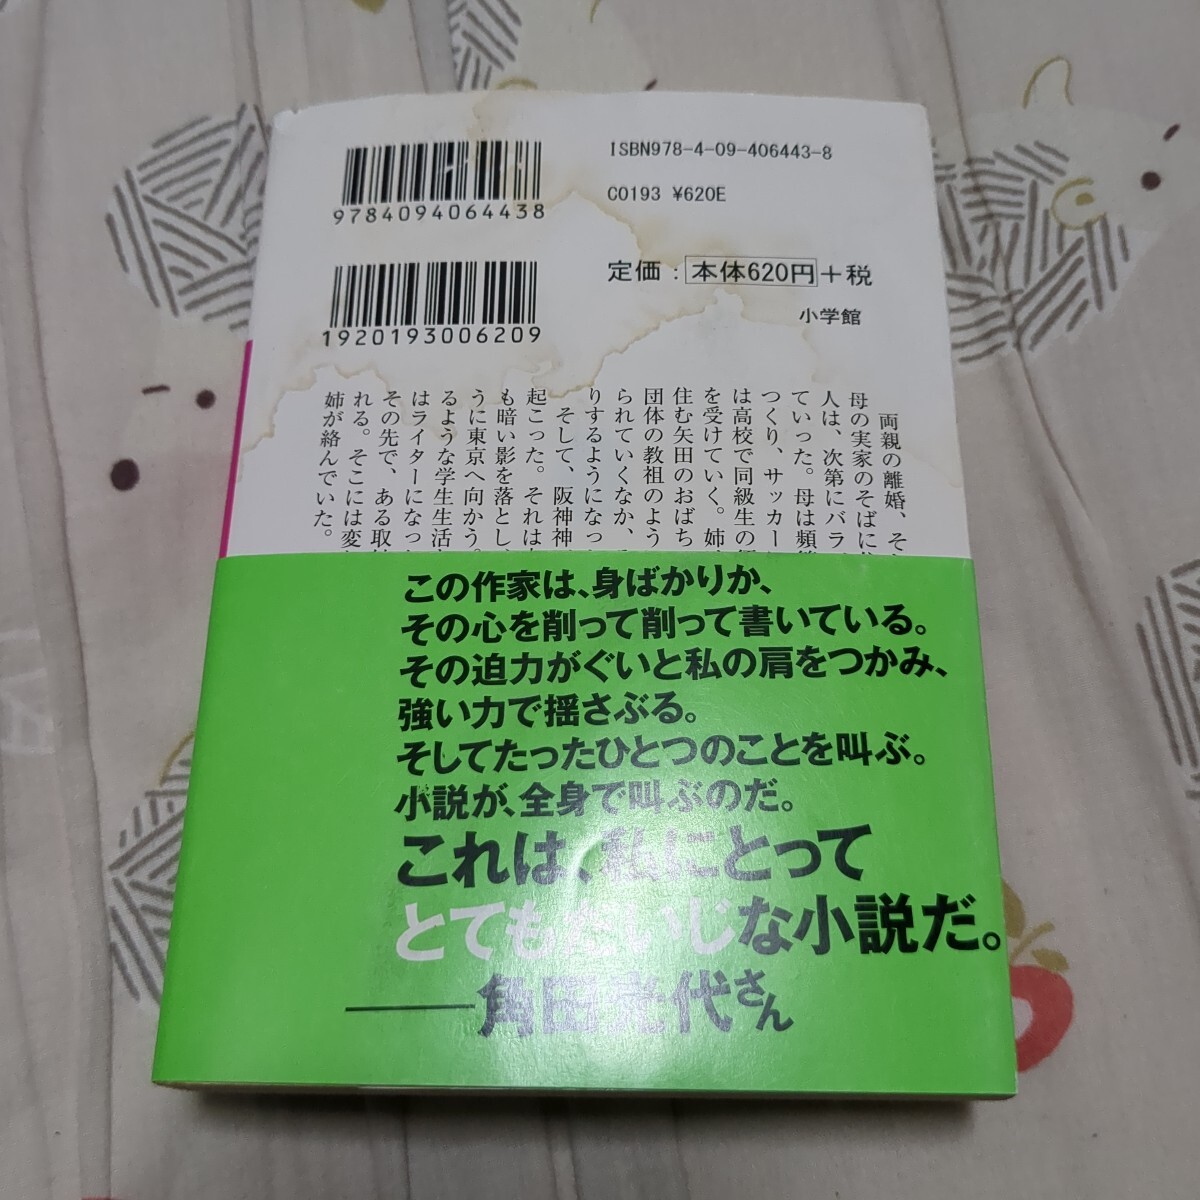 9784094064438
ISBN978-4-09-406443-8
C0193 ¥620E
1920193006209
定価：本体620円＋税
小学館
両親の離婚、そ
母の実家のそばに
人は、次第にバラ
ていった。母は頻
つくり、サッカー
は高校で同級生の
を受けていく。姉
住む矢田のおばち
団体の教祖のよう
られていくなか、
りするようになっ
そして、阪神
起こった。それは
も暗い影を落とし
うに東京へ向かう。
るような学生生活
はライターになっ
その先で、ある取
れる。そこには変
姉が絡んでいた。
この作家は、身ばかりか、
その心を削って削って書いている。
その迫力がぐいと私の肩をつかみ、
強い力で揺さぶる。
そしてたったひとつのことを叫ぶ。
小説が、全身で叫ぶのだ。
これは、私にとって
とてもだいじな小説だ。
――角田光代さん